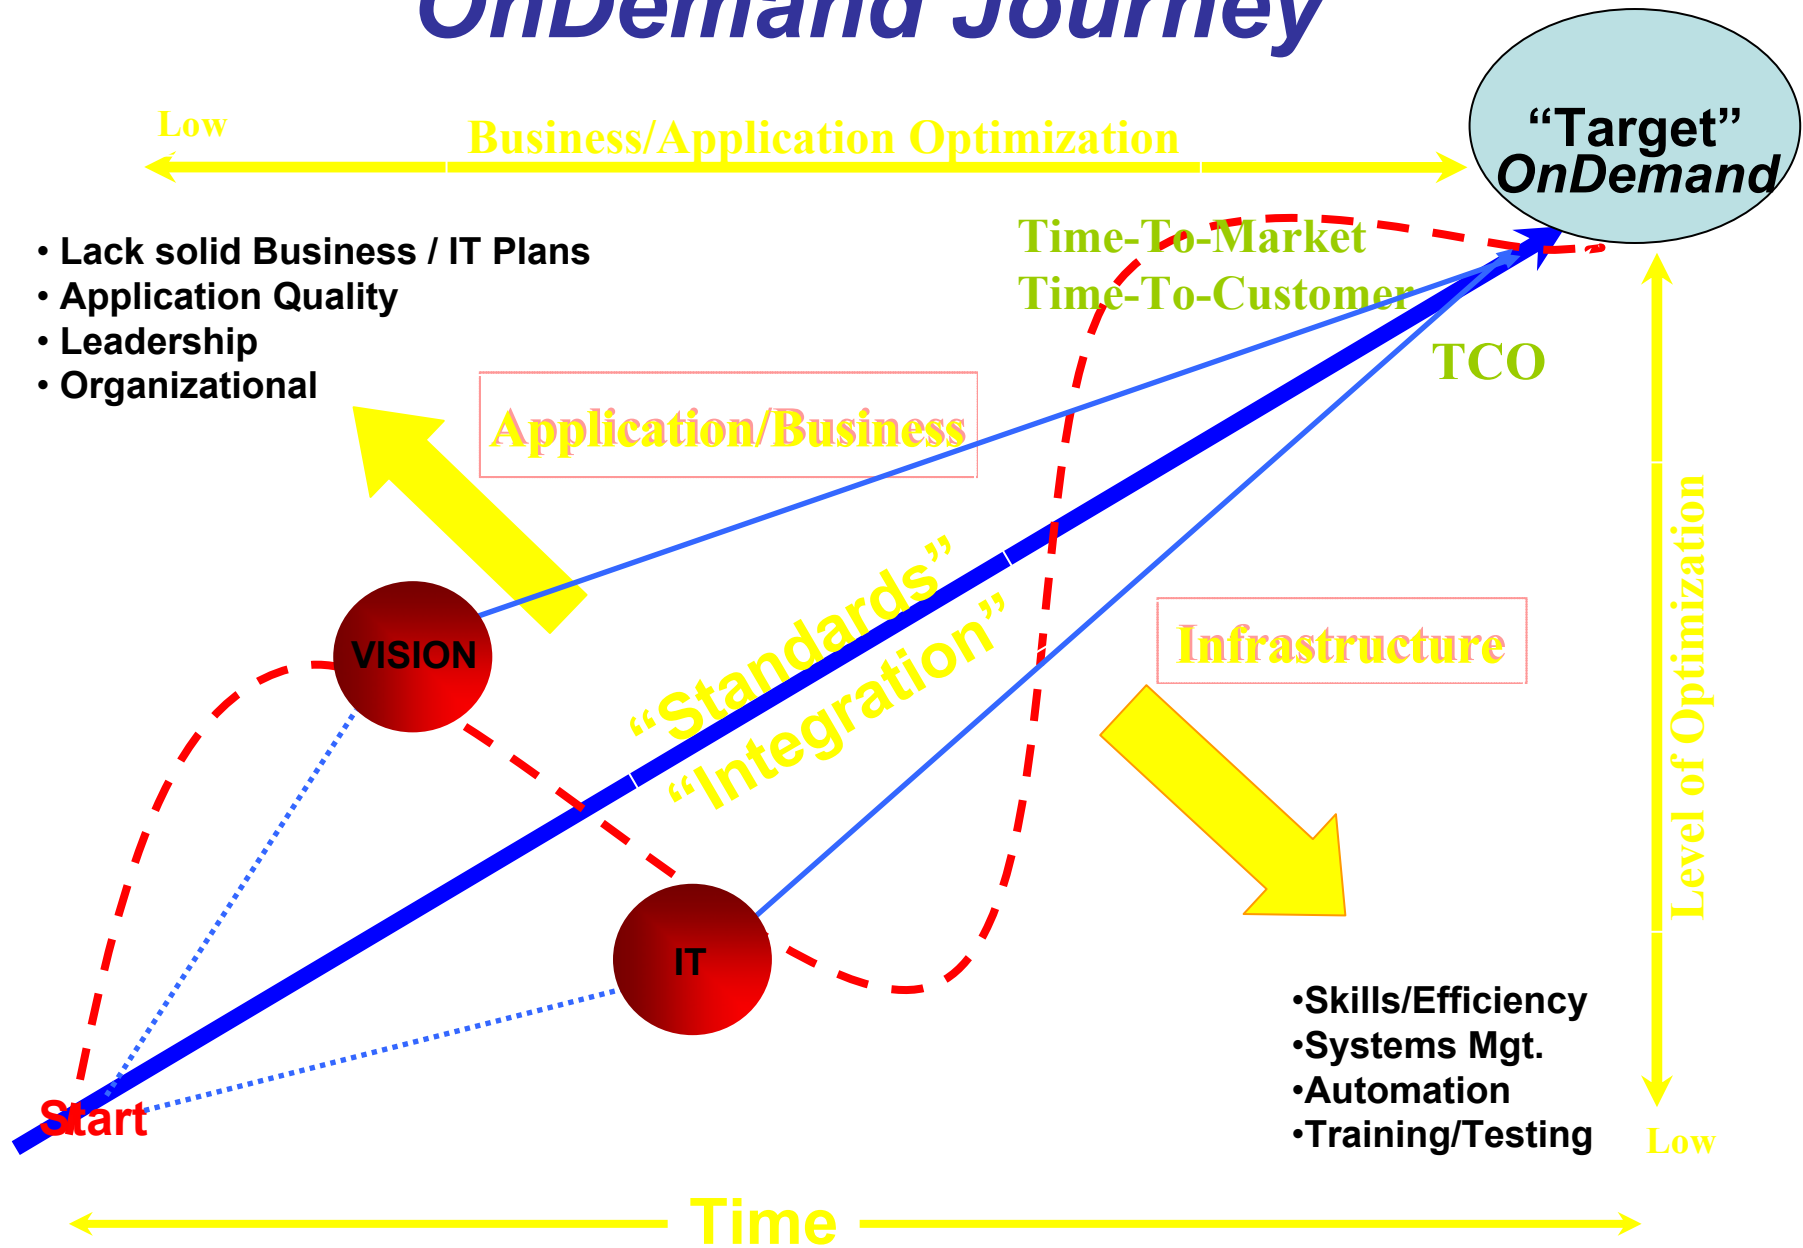 OnDemand Journey
Low
Business/Application Optimization
“Target”
OnDemand
• Lack solid Business / IT Plans
• Application Quality
• Leadership
• Organizational
Time-To-Market
Time-To-Customer
TCO
Application/Business
VISION
“Standards”
“Integration”
Infrastructure
Level of Optimization
IT
•Skills/Efficiency
•Systems Mgt.
•Automation
•Training/Testing
Start
Low
Time